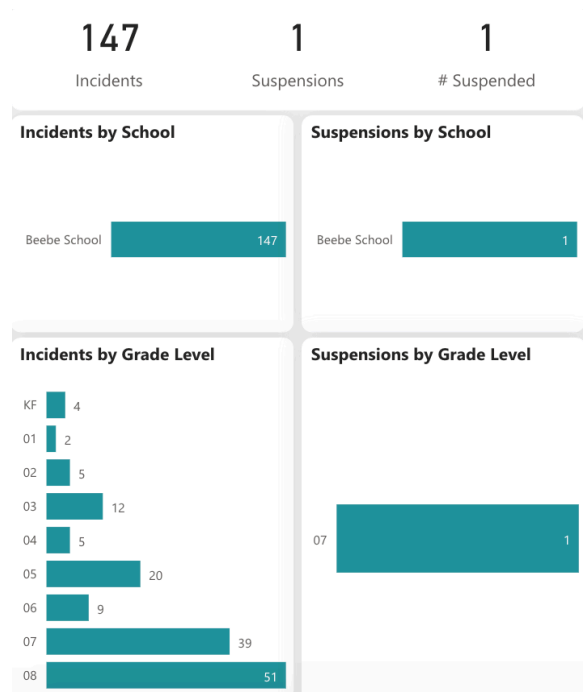 147 1 1
Incidents Suspensions # Suspended
Incidents by School
Beebe School 147
Suspensions by School
Beebe School 1
Incidents by Grade Level
KF 4
01 2
02 5
03 12
04 5
05 20
06 9
07 39
08 51
Suspensions by Grade Level
07 1